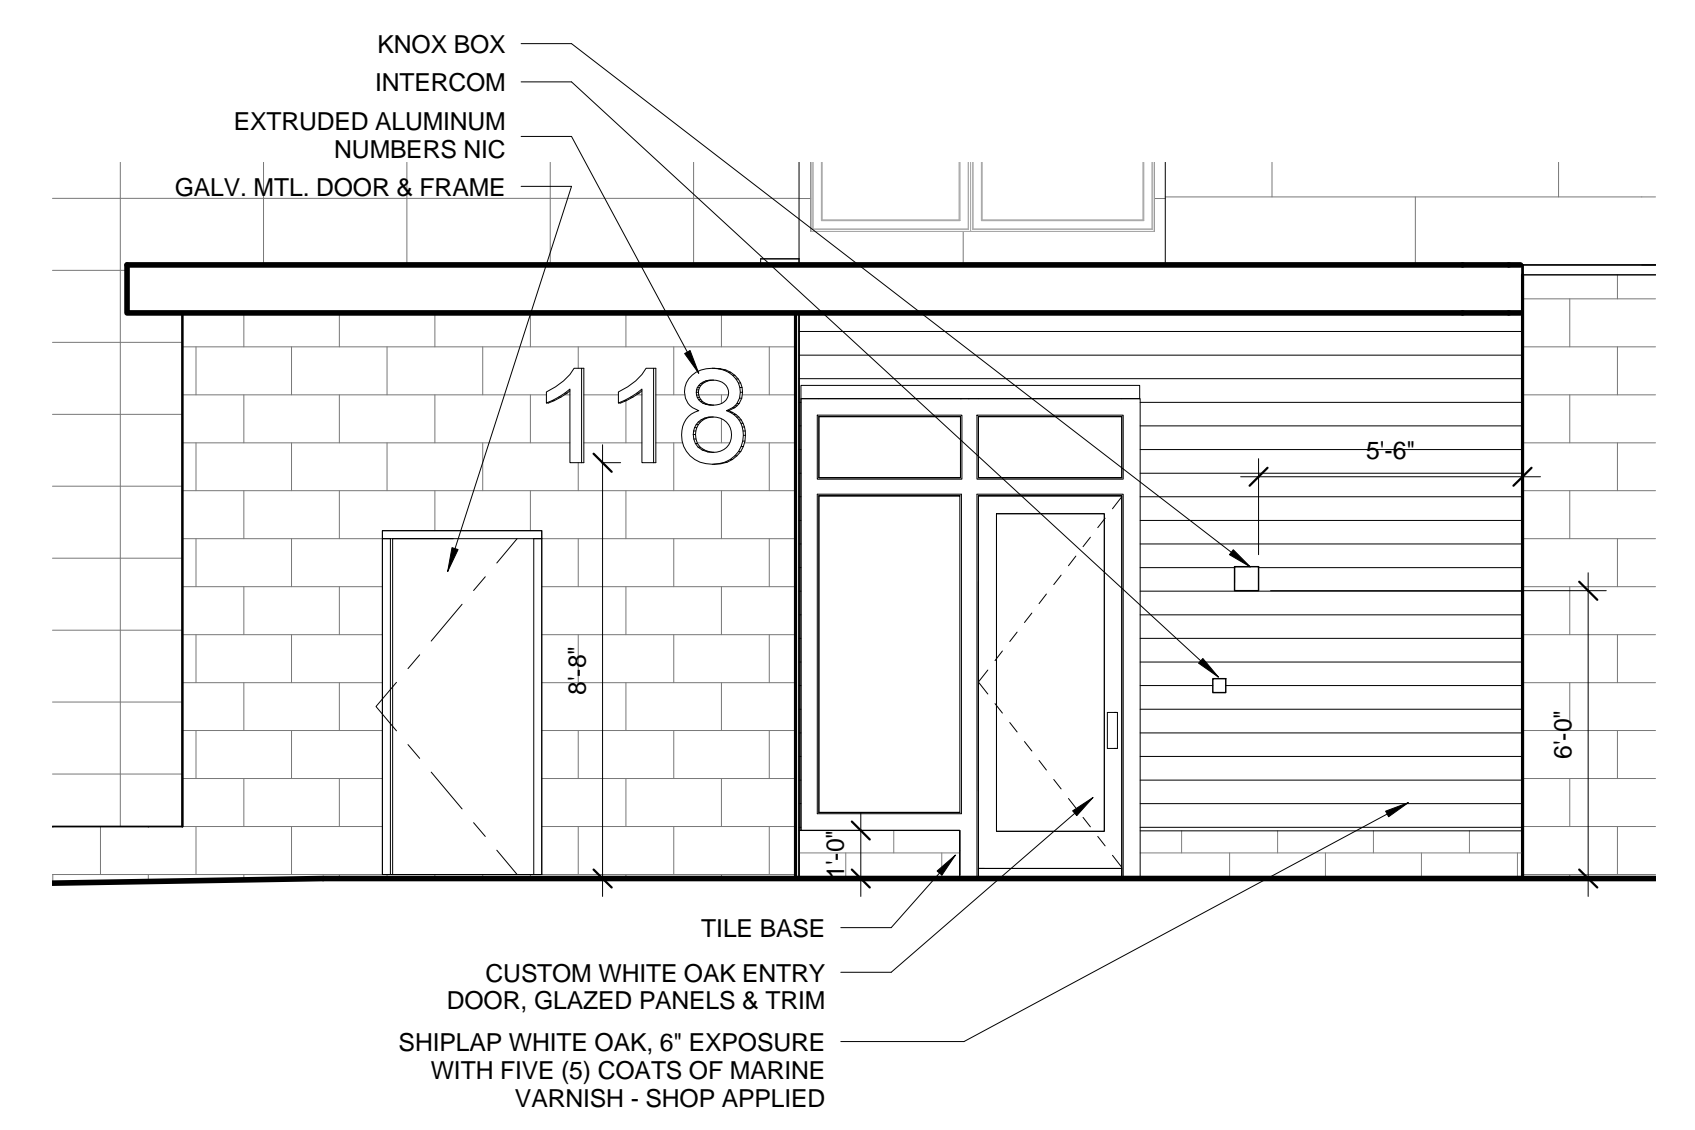 KNOX BOX
INTERCOM
EXTRUDED ALUMINUM
NUMBERS NIC
GALV. MTL. DOOR & FRAME
118
5'-6"
8'-8"
6'-0"
1'-0"
TILE BASE
CUSTOM WHITE OAK ENTRY
DOOR, GLAZED PANELS & TRIM
SHIPLAP WHITE OAK, 6" EXPOSURE
WITH FIVE (5) COATS OF MARINE
VARNISH - SHOP APPLIED